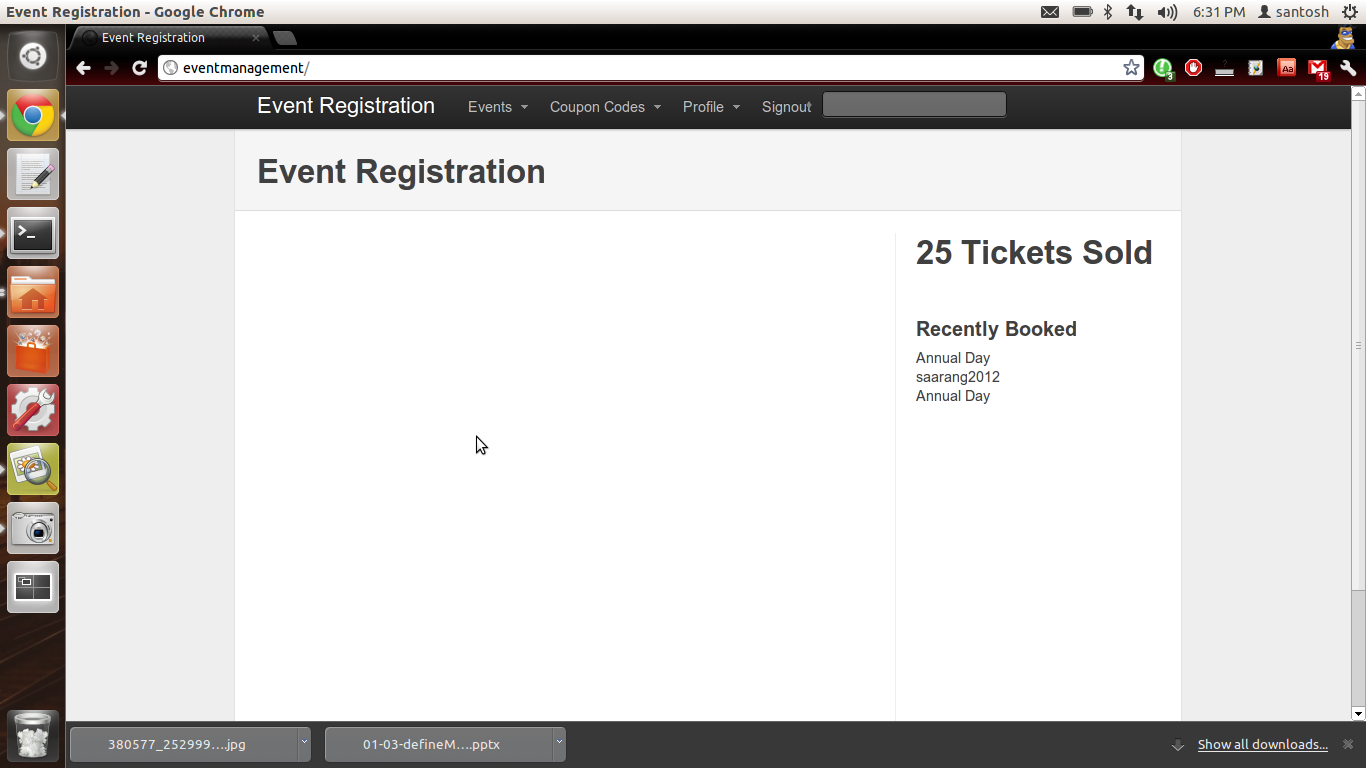 Event Registration - Google Chrome
6:31 PM
santosh
Event Registration
eventmanagement/
3
Aa
19
Event Registration
Events
Coupon Codes
Profile
Signout
Event Registration
25 Tickets Sold
Recently Booked
Annual Day
saarang2012
Annual Day
380577_252999....jpg
01-03-defineM....pptx
Show all downloads...